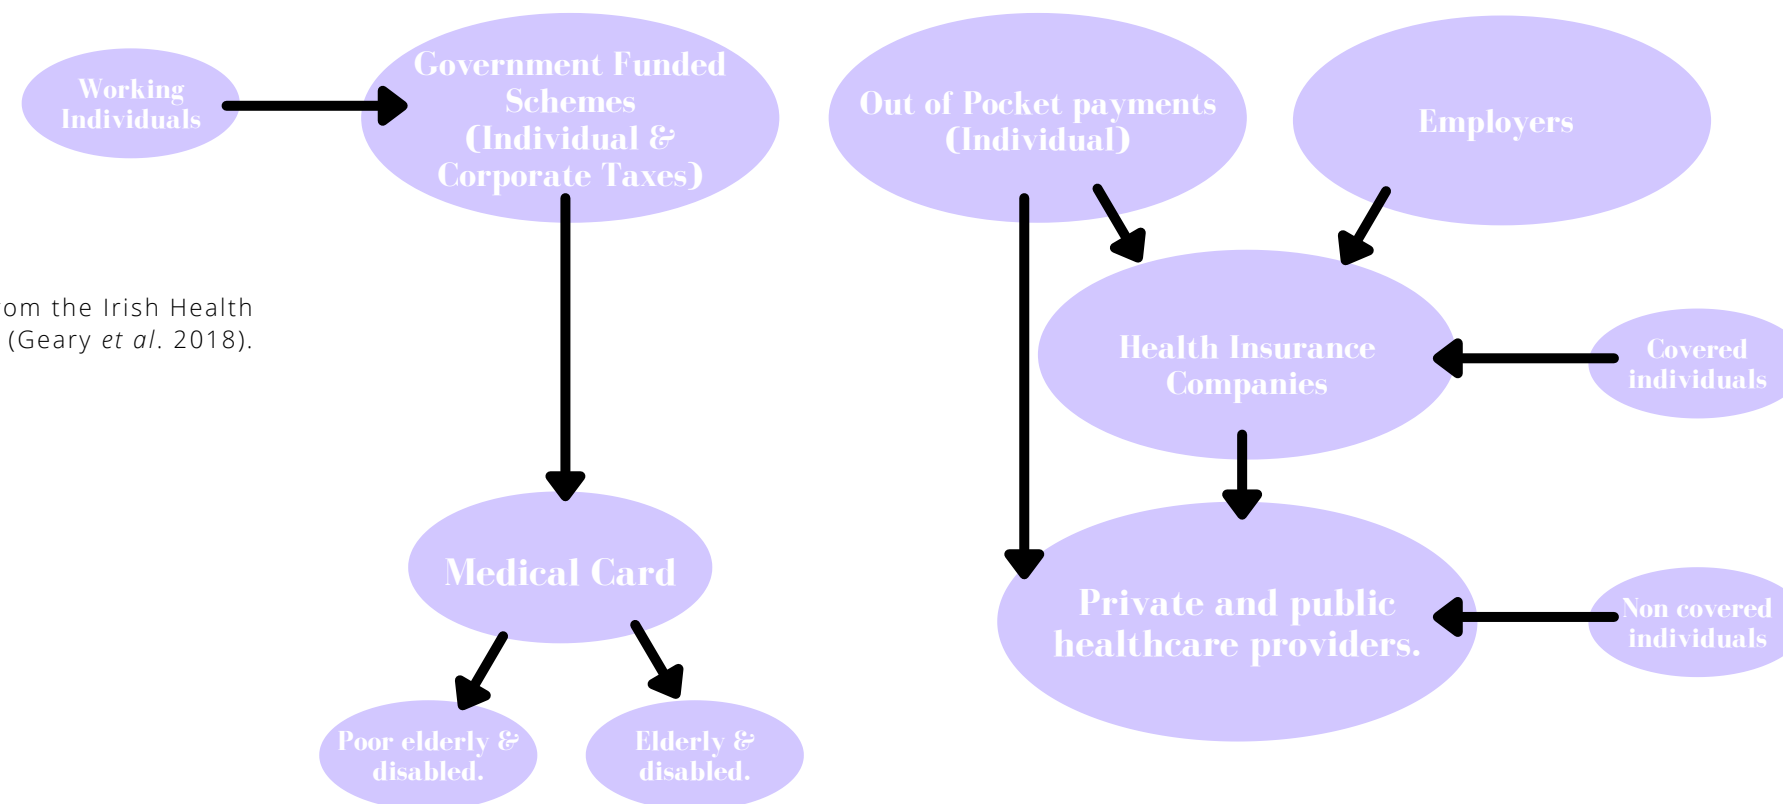 Working
Individuals
Government Funded
Schemes
(Individual &
Corporate Taxes)
Out of Pocket payments
(Individual)
Employers
om the Irish Health
(Geary et al. 2018).
Health Insurance
Companies
Covered
individuals
Medical Card
Private and public
healthcare providers.
Non covered
individuals
Poor elderly &
disabled.
Elderly &
disabled.